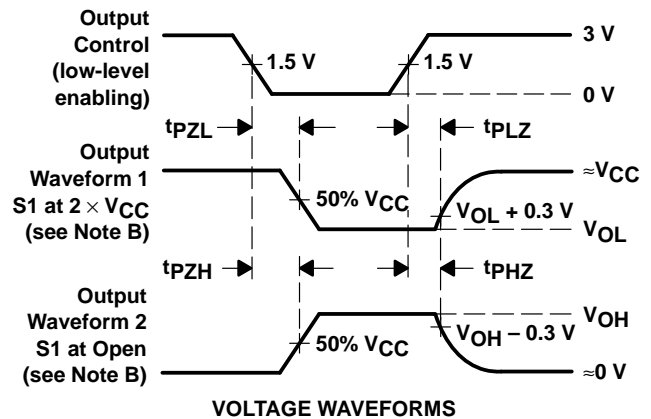 Output
Control
(low-level
enabling)
3 V
1.5 V
1.5 V
0 V
tPZL
tPLZ
Output
Waveform 1
S1 at 2 × VCC
(see Note B)
≈VCC
50% VCC
VOL + 0.3 V
VOL
tPZH
tPHZ
Output
Waveform 2
S1 at Open
(see Note B)
VOH
50% VCC
VOH – 0.3 V
≈0 V
VOLTAGE WAVEFORMS